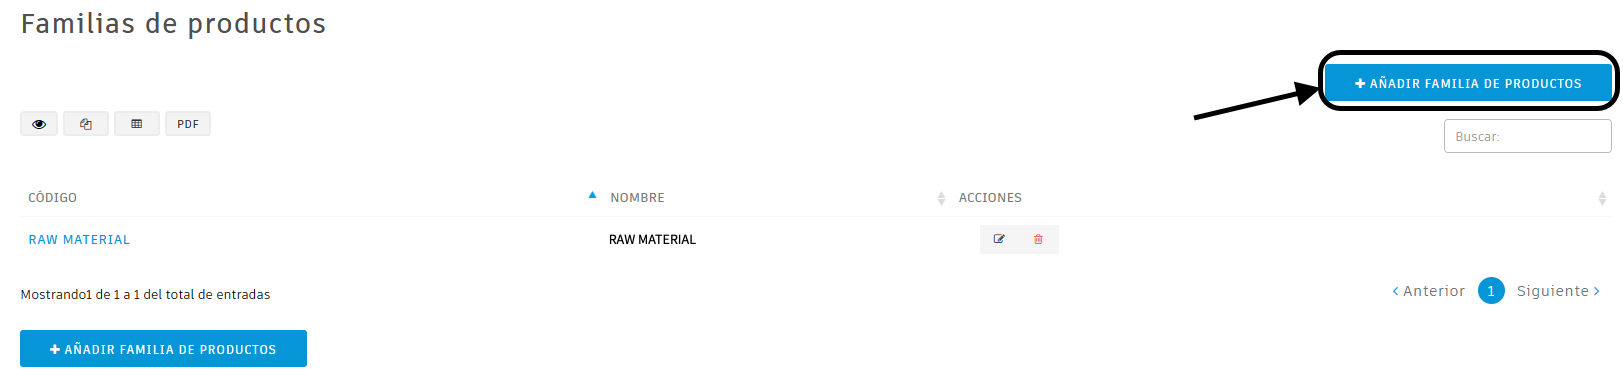 Familias de productos
AÑADIR FAMILIA DE PRODUCTOS
PDF
Buscar:
CÓDIGO NOMBRE ACCIONES
RAW MATERIAL RAW MATERIAL
Mostrando1 de 1 a 1 del total de entradas
Anterior 1 Siguiente
AÑADIR FAMILIA DE PRODUCTOS